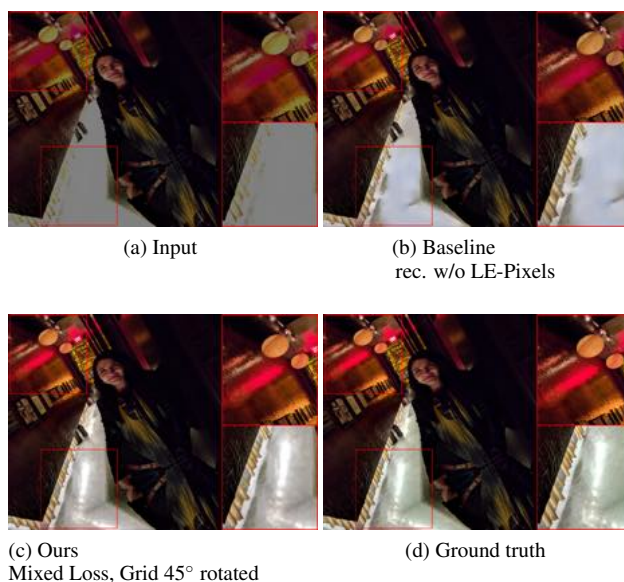 (a) Input
(b) Baseline
rec. w/o LE-Pixels
(c) Ours
Mixed Loss, Grid 45° rotated
(d) Ground truth